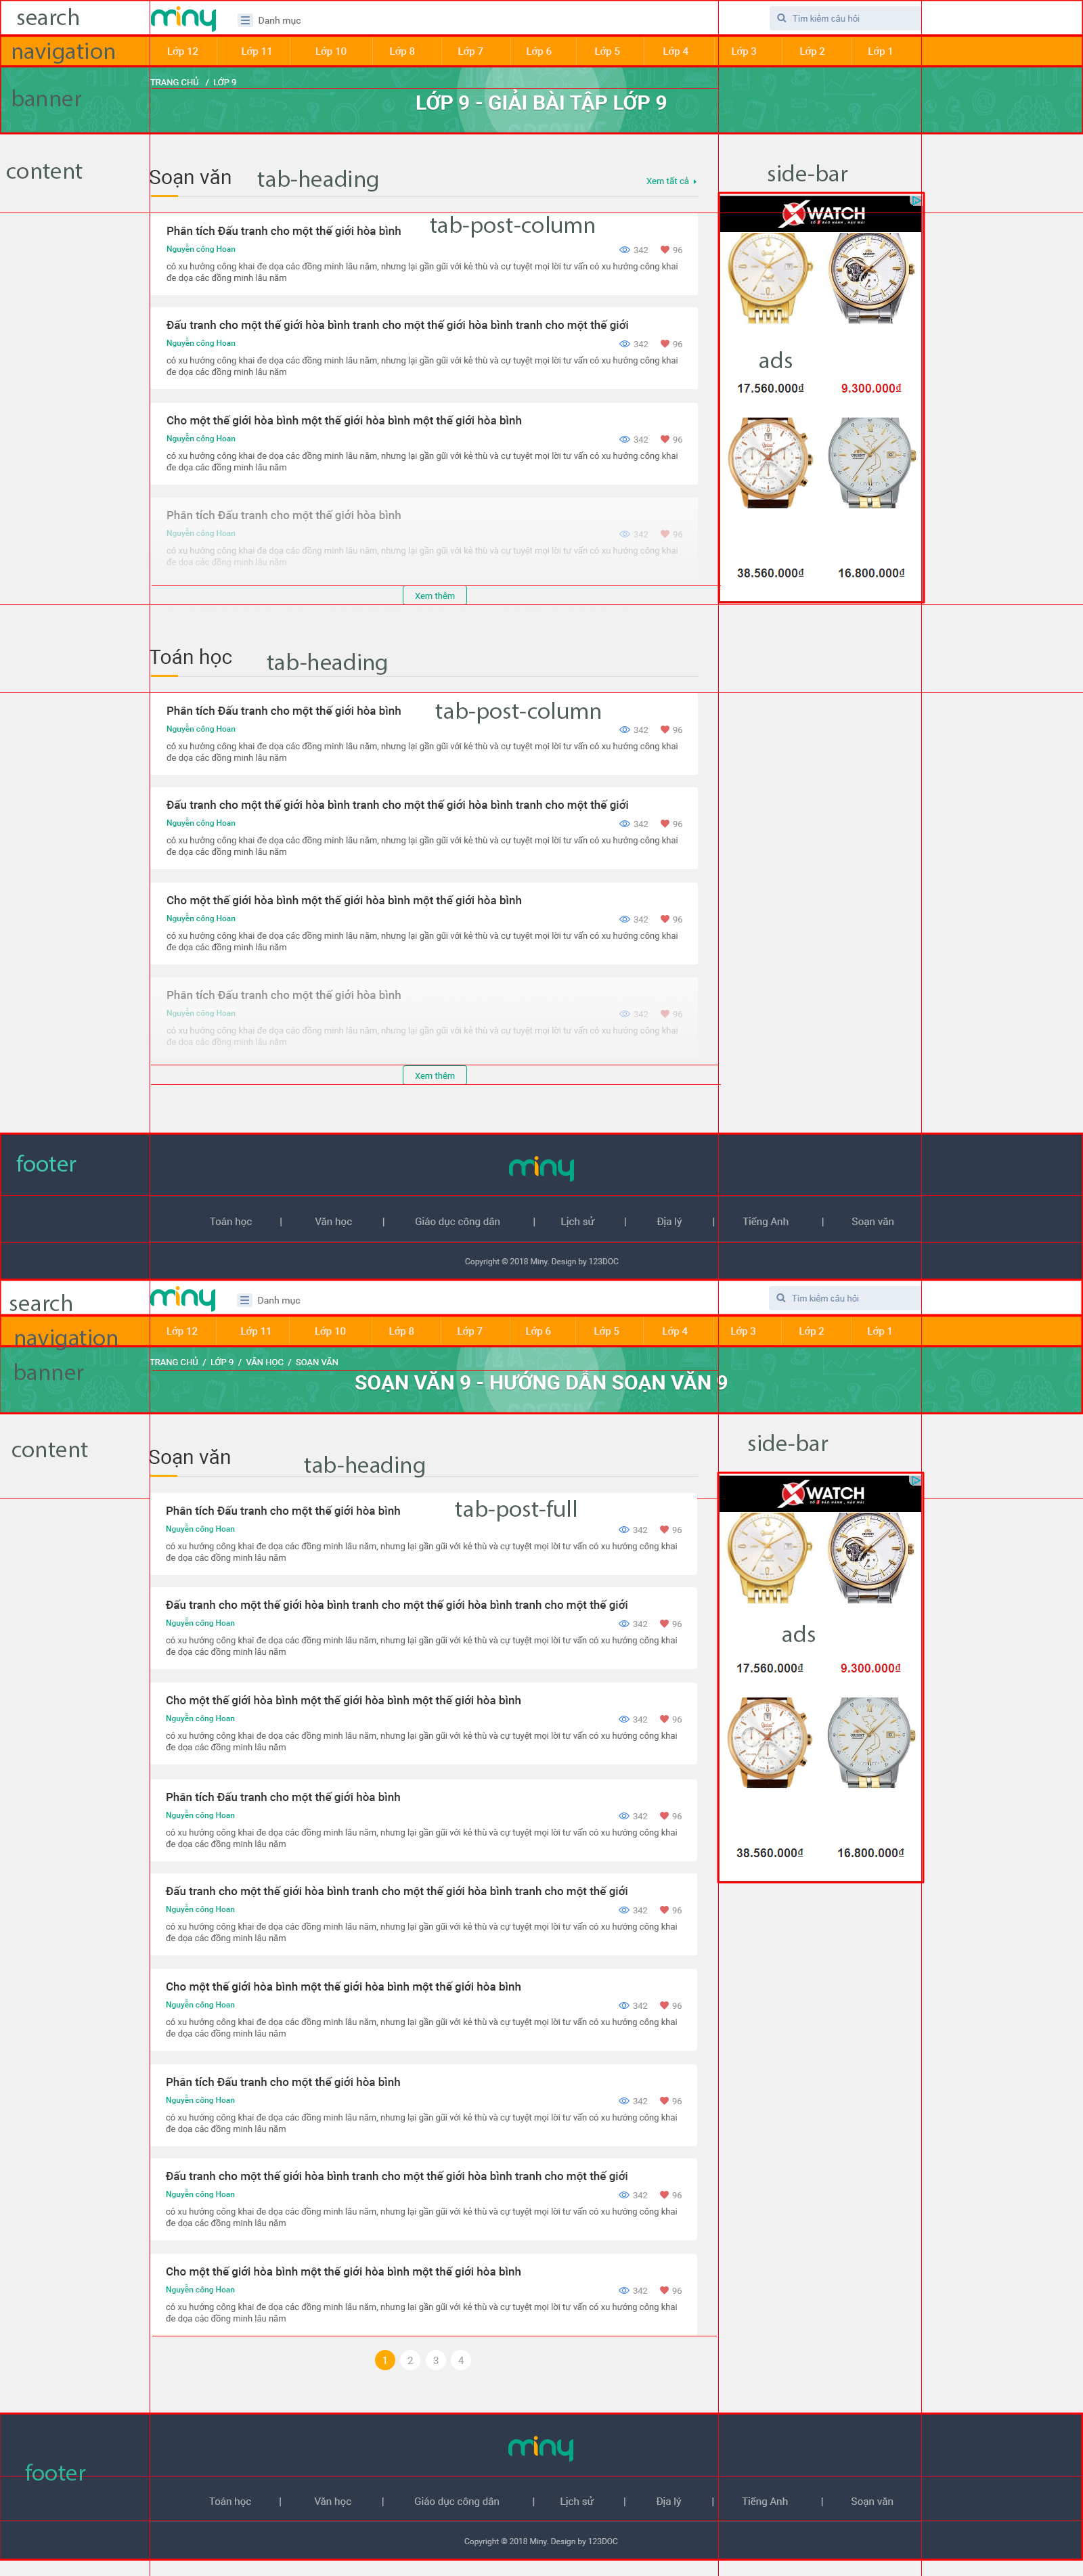 search
miny
Danh mục
Tìm kiếm câu hỏi
navigation
Lớp 12
Lớp 11
Lớp 10
Lớp 8
Lớp 7
Lớp 6
Lớp 5
Lớp 4
Lớp 3
Lớp 2
Lớp 1
banner
TRANG CHỦ / LỚP 9
LỚP 9 - GIẢI BÀI TẬP LỚP 9
content
Soạn văn
tab-heading
Xem tất cả
side-bar
tab-post-column
Phân tích Đấu tranh cho một thế giới hòa bình
Nguyễn công Hoan
342
96
có xu hướng công khai đe dọa các đồng minh lâu năm, nhưng lại gần gũi với kẻ thù và cự tuyệt mọi lời tư vấn có xu hướng công khai
đe dọa các đồng minh lâu năm
Đấu tranh cho một thế giới hòa bình tranh cho một thế giới hòa bình tranh cho một thế giới
Nguyễn công Hoan
342
96
có xu hướng công khai đe dọa các đồng minh lâu năm, nhưng lại gần gũi với kẻ thù và cự tuyệt mọi lời tư vấn có xu hướng công khai
đe dọa các đồng minh lâu năm
Cho một thế giới hòa bình một thế giới hòa bình một thế giới hòa bình
Nguyễn công Hoan
342
96
có xu hướng công khai đe dọa các đồng minh lâu năm, nhưng lại gần gũi với kẻ thù và cự tuyệt mọi lời tư vấn có xu hướng công khai
đe dọa các đồng minh lâu năm
Phân tích Đấu tranh cho một thế giới hòa bình
Nguyễn công Hoan
342
96
có xu hướng công khai đe dọa các đồng minh lâu năm, nhưng lại gần gũi với kẻ thù và cự tuyệt mọi lời tư vấn có xu hướng công khai
đe dọa các đồng minh lâu năm
Xem thêm
XWATCH
ads
17.560.000₫
9.300.000₫
38.560.000₫
16.800.000₫
Toán học
tab-heading
tab-post-column
Phân tích Đấu tranh cho một thế giới hòa bình
Nguyễn công Hoan
342
96
có xu hướng công khai đe dọa các đồng minh lâu năm, nhưng lại gần gũi với kẻ thù và cự tuyệt mọi lời tư vấn có xu hướng công khai
đe dọa các đồng minh lâu năm
Đấu tranh cho một thế giới hòa bình tranh cho một thế giới hòa bình tranh cho một thế giới
Nguyễn công Hoan
342
96
có xu hướng công khai đe dọa các đồng minh lâu năm, nhưng lại gần gũi với kẻ thù và cự tuyệt mọi lời tư vấn có xu hướng công khai
đe dọa các đồng minh lâu năm
Cho một thế giới hòa bình một thế giới hòa bình một thế giới hòa bình
Nguyễn công Hoan
342
96
có xu hướng công khai đe dọa các đồng minh lâu năm, nhưng lại gần gũi với kẻ thù và cự tuyệt mọi lời tư vấn có xu hướng công khai
đe dọa các đồng minh lâu năm
Phân tích Đấu tranh cho một thế giới hòa bình
Nguyễn công Hoan
342
96
có xu hướng công khai đe dọa các đồng minh lâu năm, nhưng lại gần gũi với kẻ thù và cự tuyệt mọi lời tư vấn có xu hướng công khai
đe dọa các đồng minh lâu năm
Xem thêm
footer
miny
Toán học | Văn học | Giáo dục công dân | Lịch sử | Địa lý | Tiếng Anh | Soạn văn
Copyright © 2018 Miny. Design by 123DOC
search
miny
Danh mục
Tìm kiếm câu hỏi
navigation
Lớp 12
Lớp 11
Lớp 10
Lớp 8
Lớp 7
Lớp 6
Lớp 5
Lớp 4
Lớp 3
Lớp 2
Lớp 1
banner
TRANG CHỦ / LỚP 9 / VĂN HỌC / SOẠN VĂN
SOẠN VĂN 9 - HƯỚNG DẪN SOẠN VĂN 9
content
Soạn văn
tab-heading
side-bar
tab-post-full
Phân tích Đấu tranh cho một thế giới hòa bình
Nguyễn công Hoan
342
96
có xu hướng công khai đe dọa các đồng minh lâu năm, nhưng lại gần gũi với kẻ thù và cự tuyệt mọi lời tư vấn có xu hướng công khai
đe dọa các đồng minh lâu năm
Đấu tranh cho một thế giới hòa bình tranh cho một thế giới hòa bình tranh cho một thế giới
Nguyễn công Hoan
342
96
có xu hướng công khai đe dọa các đồng minh lâu năm, nhưng lại gần gũi với kẻ thù và cự tuyệt mọi lời tư vấn có xu hướng công khai
đe dọa các đồng minh lâu năm
Cho một thế giới hòa bình một thế giới hòa bình một thế giới hòa bình
Nguyễn công Hoan
342
96
có xu hướng công khai đe dọa các đồng minh lâu năm, nhưng lại gần gũi với kẻ thù và cự tuyệt mọi lời tư vấn có xu hướng công khai
đe dọa các đồng minh lâu năm
Phân tích Đấu tranh cho một thế giới hòa bình
Nguyễn công Hoan
342
96
có xu hướng công khai đe dọa các đồng minh lâu năm, nhưng lại gần gũi với kẻ thù và cự tuyệt mọi lời tư vấn có xu hướng công khai
đe dọa các đồng minh lâu năm
Đấu tranh cho một thế giới hòa bình tranh cho một thế giới hòa bình tranh cho một thế giới
Nguyễn công Hoan
342
96
có xu hướng công khai đe dọa các đồng minh lâu năm, nhưng lại gần gũi với kẻ thù và cự tuyệt mọi lời tư vấn có xu hướng công khai
đe dọa các đồng minh lâu năm
Cho một thế giới hòa bình một thế giới hòa bình một thế giới hòa bình
Nguyễn công Hoan
342
96
có xu hướng công khai đe dọa các đồng minh lâu năm, nhưng lại gần gũi với kẻ thù và cự tuyệt mọi lời tư vấn có xu hướng công khai
đe dọa các đồng minh lâu năm
Phân tích Đấu tranh cho một thế giới hòa bình
Nguyễn công Hoan
342
96
có xu hướng công khai đe dọa các đồng minh lâu năm, nhưng lại gần gũi với kẻ thù và cự tuyệt mọi lời tư vấn có xu hướng công khai
đe dọa các đồng minh lâu năm
Đấu tranh cho một thế giới hòa bình tranh cho một thế giới hòa bình tranh cho một thế giới
Nguyễn công Hoan
342
96
có xu hướng công khai đe dọa các đồng minh lâu năm, nhưng lại gần gũi với kẻ thù và cự tuyệt mọi lời tư vấn có xu hướng công khai
đe dọa các đồng minh lâu năm
Cho một thế giới hòa bình một thế giới hòa bình một thế giới hòa bình
Nguyễn công Hoan
342
96
có xu hướng công khai đe dọa các đồng minh lâu năm, nhưng lại gần gũi với kẻ thù và cự tuyệt mọi lời tư vấn có xu hướng công khai
đe dọa các đồng minh lâu năm
1 2 3 4
XWATCH
ads
17.560.000₫
9.300.000₫
38.560.000₫
16.800.000₫
footer
miny
Toán học | Văn học | Giáo dục công dân | Lịch sử | Địa lý | Tiếng Anh | Soạn văn
Copyright © 2018 Miny. Design by 123DOC